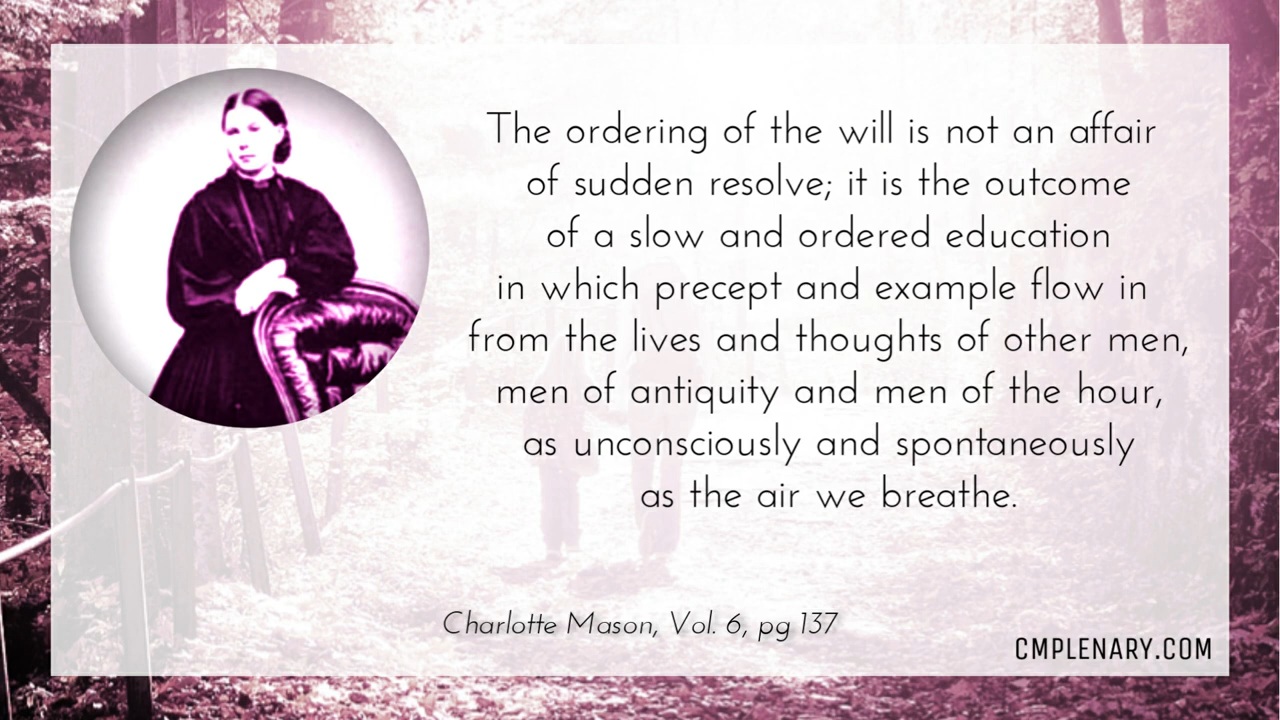 The ordering of the will is not an affair
of sudden resolve; it is the outcome
of a slow and ordered education
in which precept and example flow in
from the lives and thoughts of other men,
men of antiquity and men of the hour,
as unconsciously and spontaneously
as the air we breathe.
Charlotte Mason, Vol. 6, pg 137
CMPLENARY.COM